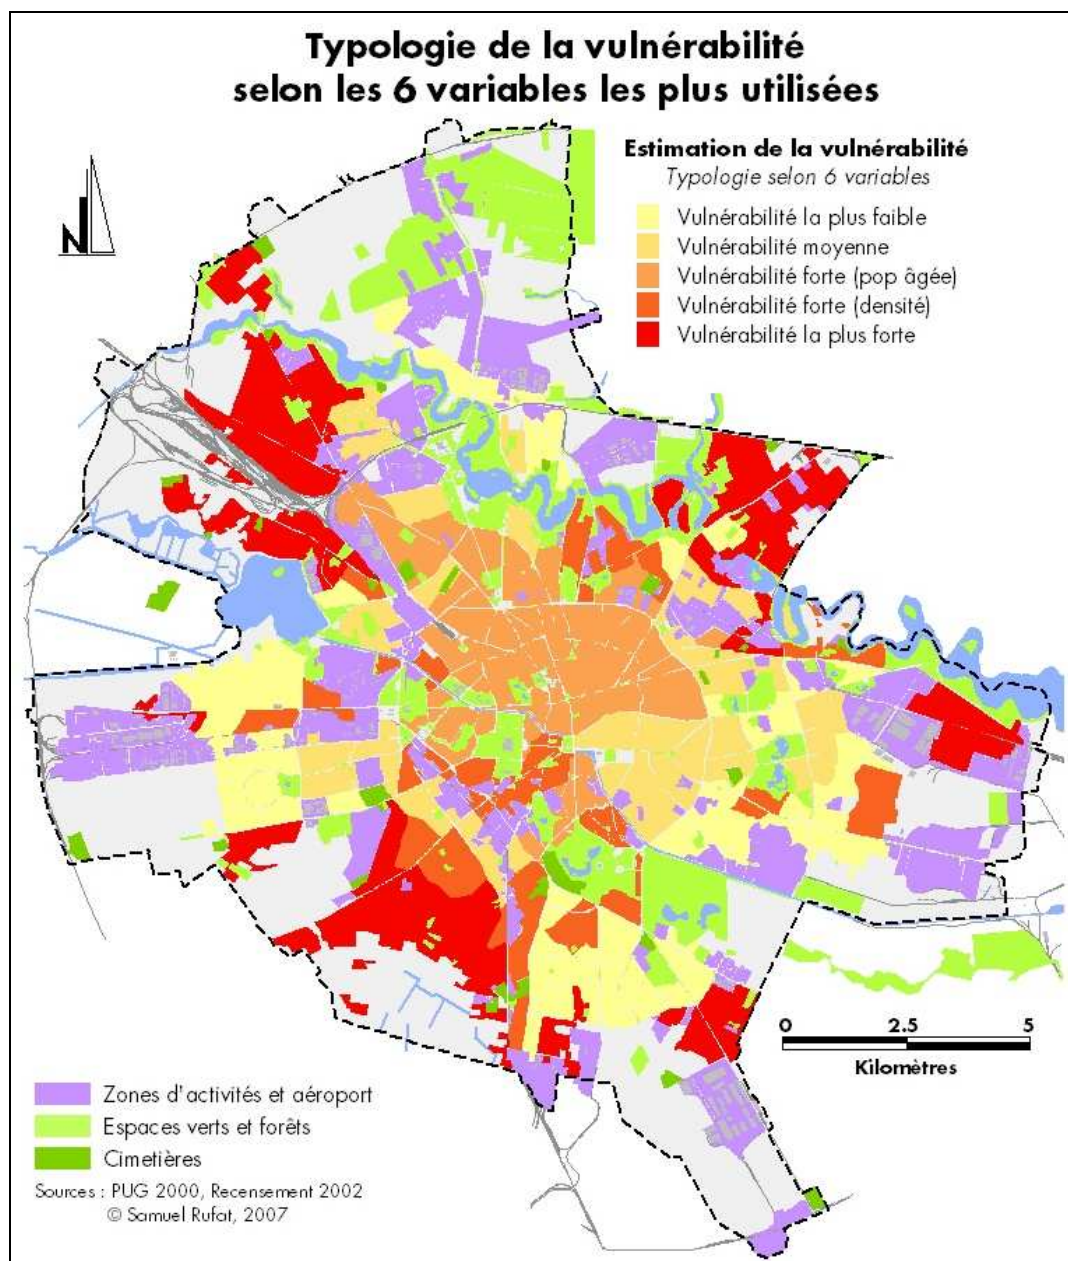 Typologie de la vulnérabilité
selon les 6 variables les plus utilisées
Estimation de la vulnérabilité
Typologie selon 6 variables
Vulnérabilité la plus faible
Vulnérabilité moyenne
Vulnérabilité forte (pop âgée)
Vulnérabilité forte (densité)
Vulnérabilité la plus forte
N
0 2.5 5
Kilomètres
Zones d'activités et aéroport
Espaces verts et forêts
Cimetières
Sources : PUG 2000, Recensement 2002
© Samuel Rufat, 2007